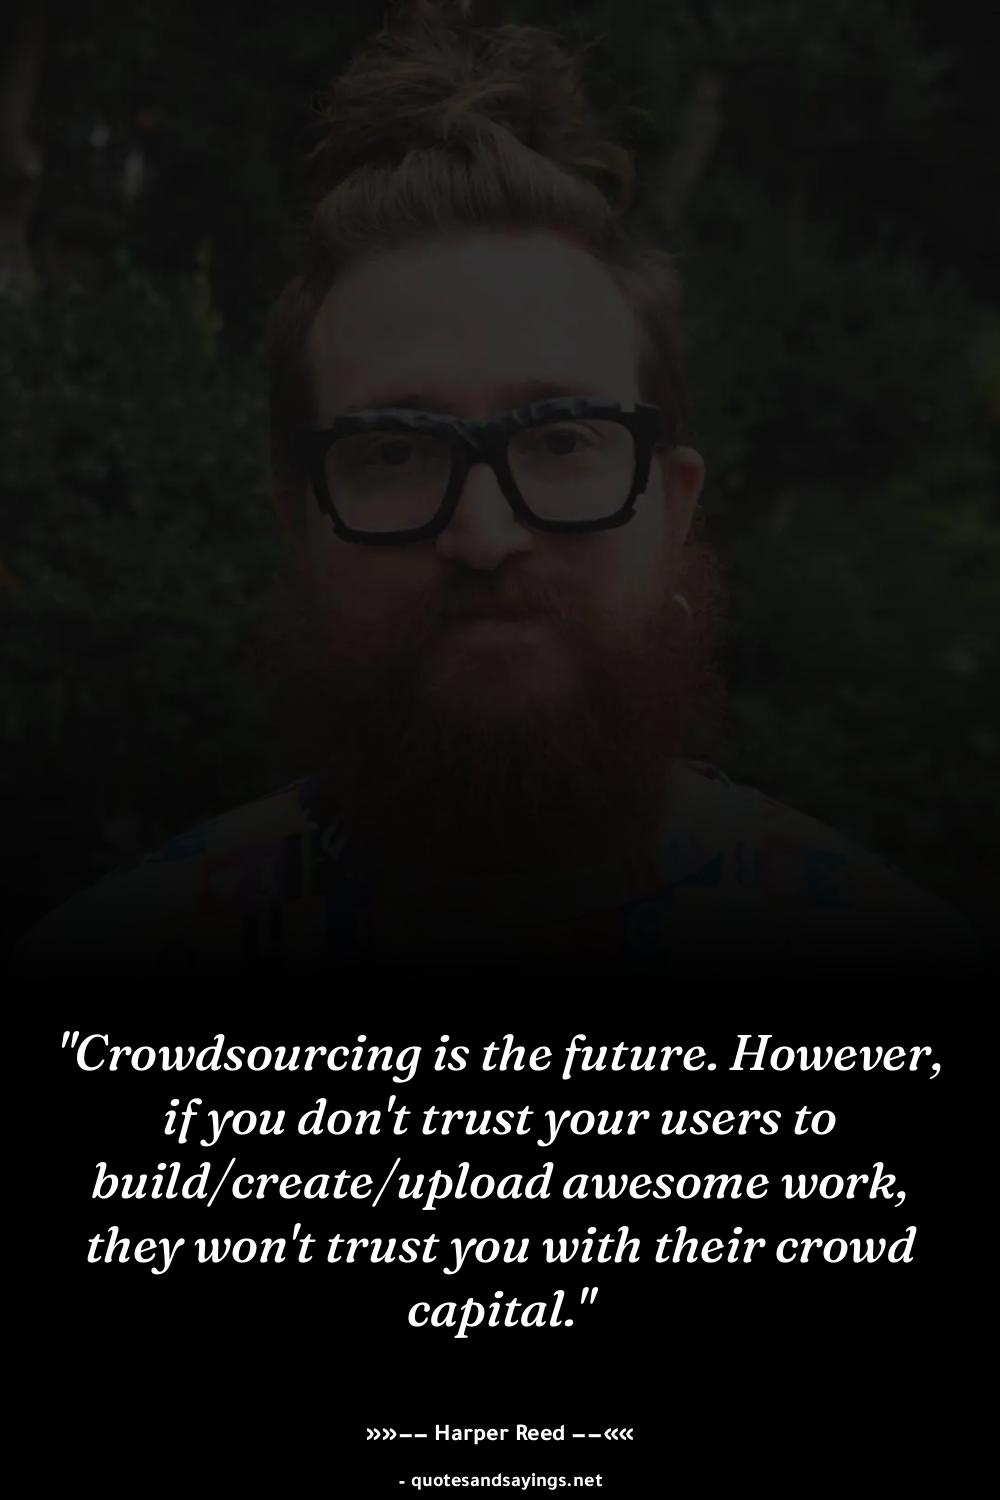 "Crowdsourcing is the future. However,
if you don't trust your users to
build/create/upload awesome work,
they won't trust you with their crowd
capital."
»»−− Harper Reed −−««
- quotesandsayings.net